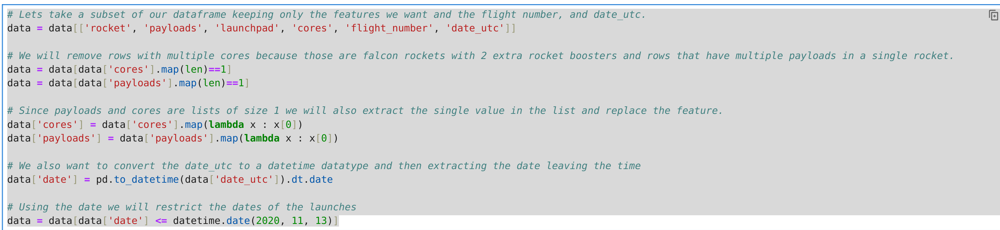 # Lets take a subset of our dataframe keeping only the features we want and the flight number, and date_utc.
data = data[['rocket', 'payloads', 'launchpad', 'cores', 'flight_number', 'date_utc']]
# We will remove rows with multiple cores because those are falcon rockets with 2 extra rocket boosters and rows that have multiple payloads in a single rocket.
data = data[data['cores'].map(len)==1]
data = data[data['payloads'].map(len)==1]
# Since payloads and cores are lists of size 1 we will also extract the single value in the list and replace the feature.
data['cores'] = data['cores'].map(lambda x : x[0])
data['payloads'] = data['payloads'].map(lambda x : x[0])
# We also want to convert the date_utc to a datetime datatype and then extracting the date leaving the time
data['date'] = pd.to_datetime(data['date_utc']).dt.date
# Using the date we will restrict the dates of the launches
data = data[data['date'] <= datetime.date(2020, 11, 13)]